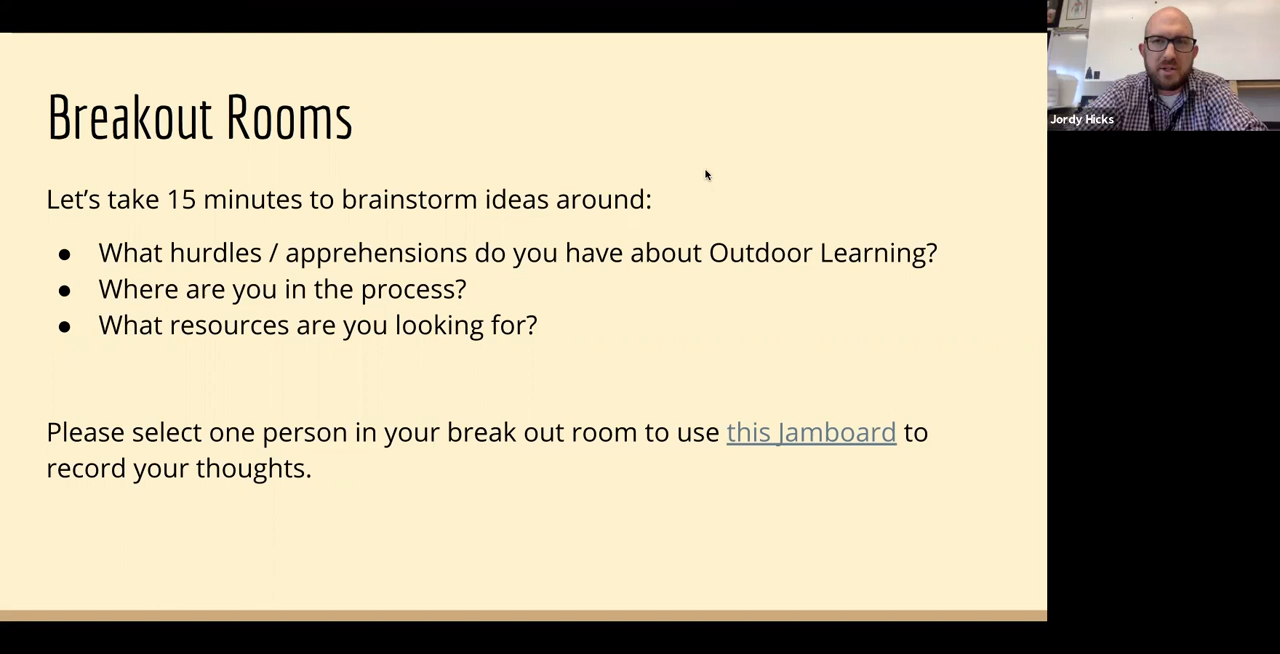 Breakout Rooms
Let's take 15 minutes to brainstorm ideas around:
● What hurdles / apprehensions do you have about Outdoor Learning?
● Where are you in the process?
● What resources are you looking for?
Please select one person in your break out room to use this Jamboard to
record your thoughts.
Jordy Hicks